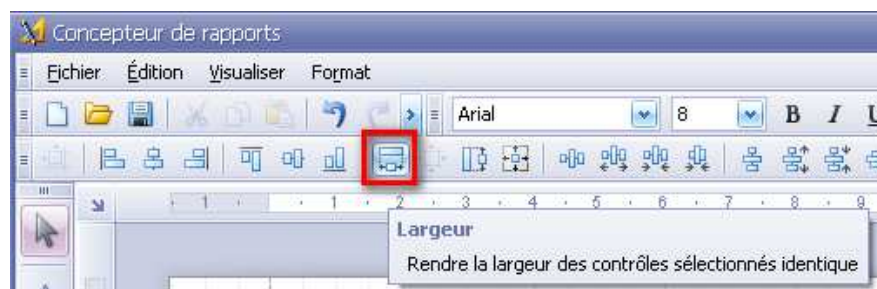 Concepteur de rapports
Fichier Édition Visualiser Format
Arial 8 B I U
1 1 2 3 4 5 6 7 8 9
Largeur
Rendre la largeur des contrôles sélectionnés identique